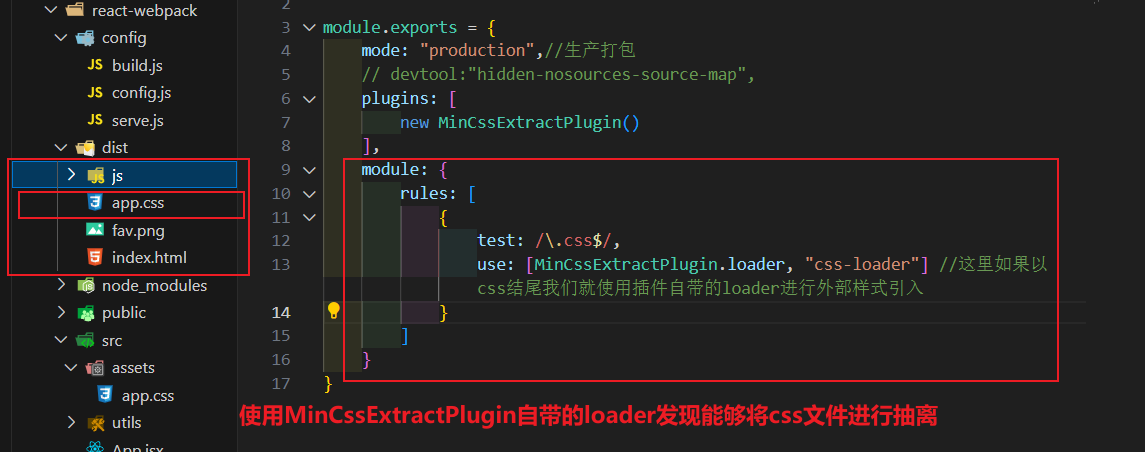 react-webpack
config
JS build.js
JS config.js
JS serve.js
dist
js
app.css
fav.png
index.html
node_modules
public
src
assets
app.css
utils
App.jsx
2
3 module.exports = {
4 mode: "production",//生产打包
5 // devtool:"hidden-nosources-source-map",
6 plugins: [
7 new MinCssExtractPlugin()
8 ],
9 module: {
10 rules: [
11 {
12 test: /\.css$/,
13 use: [MinCssExtractPlugin.loader, "css-loader"] //这里如果以
css结尾我们就使用插件自带的loader进行外部样式引入
14 }
15 ]
16 }
17 }
使用MinCssExtractPlugin自带的loader发现能够将css文件进行抽离